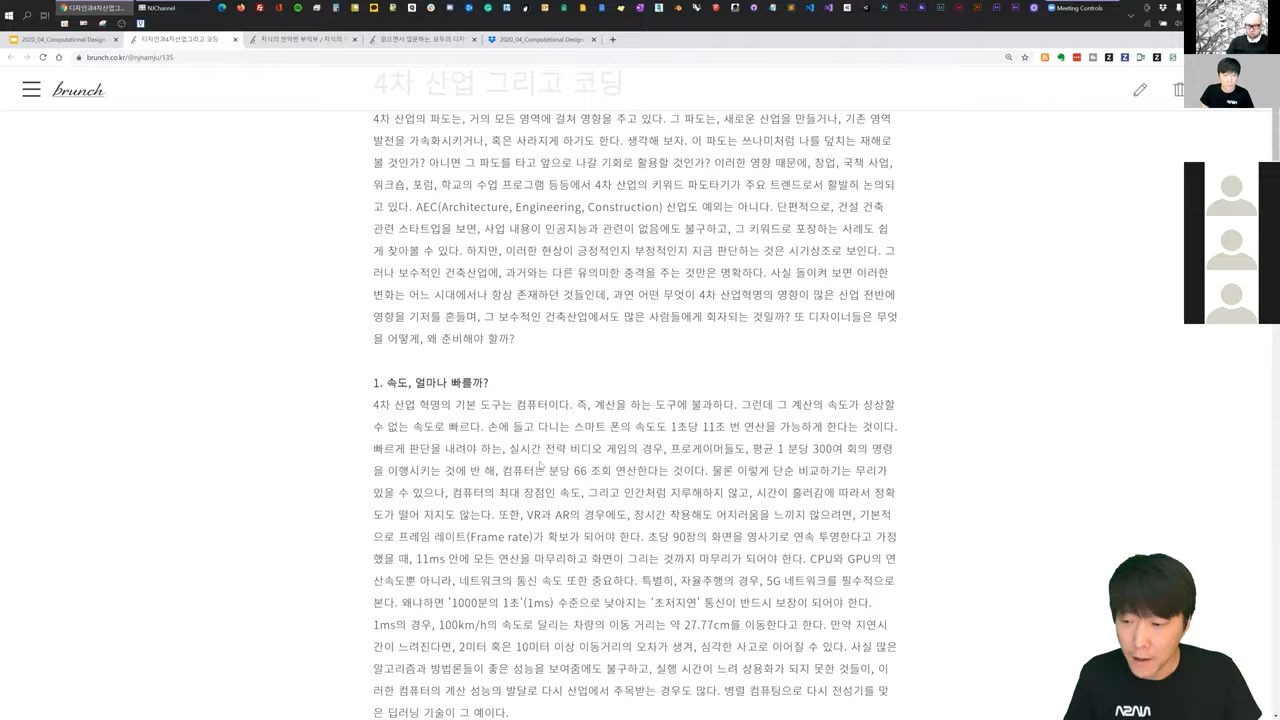 디자인과4차산업그...
NJChannel
Meeting Controls
2020_04_Computational Design
디자인과4차산업그리고 코딩
지식의 번역빈 부익부 / 지식의
읽으면서 입문하는, 모두의 디지
2020_04_Computational Design
brunch.co.kr/@njnamju/135
brunch
4차 산업 그리고 코딩
4차 산업의 파도는, 거의 모든 영역에 걸쳐 영향을 주고 있다. 그 파도는, 새로운 산업을 만들거나, 기존 영역
발전을 가속화시키거나, 혹은 사라지게 하기도 한다. 생각해 보자. 이 파도는 쓰나미처럼 나를 덮치는 재해로
볼 것인가? 아니면 그 파도를 타고 앞으로 나갈 기회로 활용할 것인가? 이러한 영향 때문에, 창업, 국책 사업,
워크숍, 포럼, 학교의 수업 프로그램 등등에서 4차 산업의 키워드 파도타기가 주요 트렌드로서 활발히 논의되
고 있다. AEC(Architecture, Engineering, Construction) 산업도 예외는 아니다. 단편적으로, 건설 건축
관련 스타트업을 보면, 사업 내용이 인공지능과 관련이 없음에도 불구하고, 그 키워드로 포장하는 사례도 쉽
게 찾아볼 수 있다. 하지만, 이러한 현상이 긍정적인지 부정적인지 지금 판단하는 것은 시기상조로 보인다. 그
러나 보수적인 건축산업에, 과거와는 다른 유의미한 충격을 주는 것만은 명확하다. 사실 돌이켜 보면 이러한
변화는 어느 시대에서나 항상 존재하던 것들인데, 과연 어떤 무엇이 4차 산업혁명의 영향이 많은 산업 전반에
영향을 기저를 흔들며, 그 보수적인 건축산업에서도 많은 사람들에게 회자되는 것일까? 또 디자이너들은 무엇
을 어떻게, 왜 준비해야 할까?
1. 속도, 얼마나 빠를까?
4차 산업 혁명의 기본 도구는 컴퓨터이다. 즉, 계산을 하는 도구에 불과하다. 그런데 그 계산의 속도가 상상할
수 없는 속도로 빠르다. 손에 들고 다니는 스마트 폰의 속도도 1초당 11조 번 연산을 가능하게 한다는 것이다.
빠르게 판단을 내려야 하는, 실시간 전략 비디오 게임의 경우, 프로게이머들도, 평균 1 분당 300여 회의 명령
을 이행시키는 것에 반 해, 컴퓨터는 분당 66 조회 연산한다는 것이다. 물론 이렇게 단순 비교하기는 무리가
있을 수 있으나, 컴퓨터의 최대 장점인 속도, 그리고 인간처럼 지루해하지 않고, 시간이 흘러감에 따라서 정확
도가 떨어 지지도 않는다. 또한, VR과 AR의 경우에도, 장시간 착용해도 어지러움을 느끼지 않으려면, 기본적
으로 프레임 레이트(Frame rate)가 확보가 되어야 한다. 초당 90장의 화면을 영사기로 연속 투영한다고 가정
했을 때, 11ms 안에 모든 연산을 마무리하고 화면이 그리는 것까지 마무리가 되어야 한다. CPU와 GPU의 연
산속도뿐 아니라, 네트워크의 통신 속도 또한 중요하다. 특별히, 자율주행의 경우, 5G 네트워크를 필수적으로
본다. 왜냐하면 '1000분의 1초'(1ms) 수준으로 낮아지는 '초저지연' 통신이 반드시 보장이 되어야 한다.
1ms의 경우, 100km/h의 속도로 달리는 차량의 이동 거리는 약 27.77cm를 이동한다고 한다. 만약 지연시
간이 느려진다면, 2미터 혹은 10미터 이상 이동거리의 오차가 생겨, 심각한 사고로 이어질 수 있다. 사실 많은
알고리즘과 방법론들이 좋은 성능을 보여줌에도 불구하고, 실행 시간이 느려 상용화가 되지 못한 것들이, 이
러한 컴퓨터의 계산 성능의 발달로 다시 산업에서 주목받는 경우도 많다. 병렬 컴퓨팅으로 다시 전성기를 맞
은 딥러닝 기술이 그 예이다.